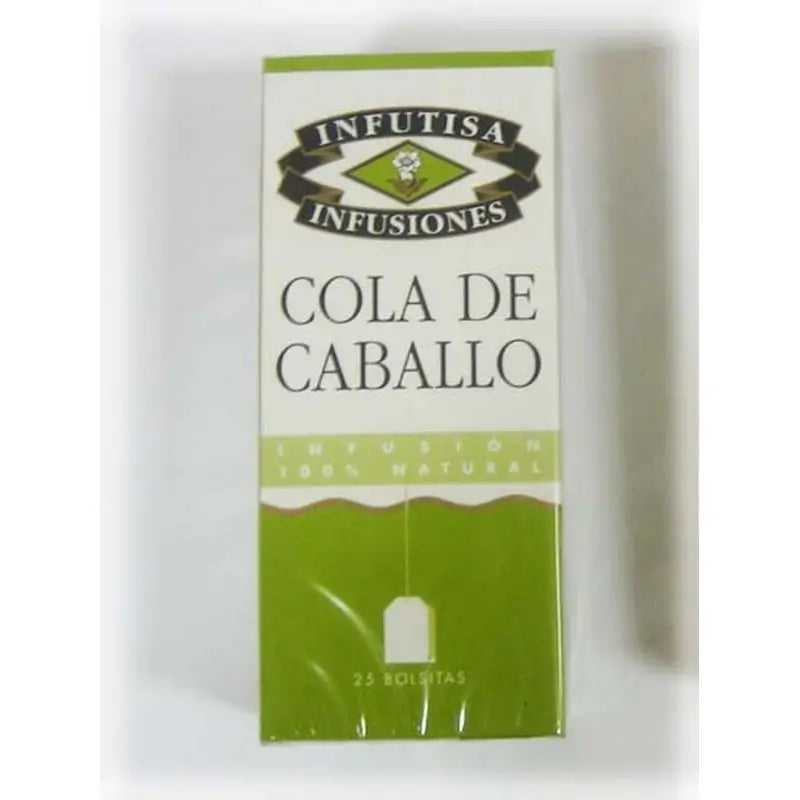 INFUTISA
INFUSIONES
COLA DE
CABALLO
INFUSIÓN
100% NATURAL
25 BOLSITAS